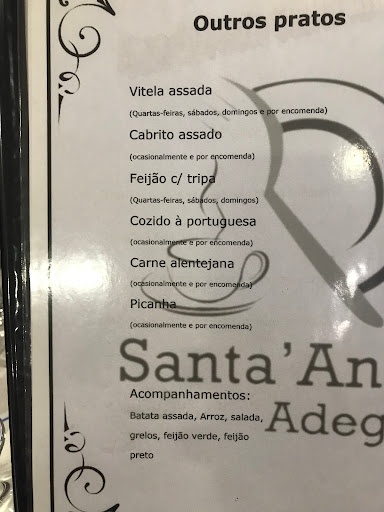 Outros pratos
Vitela assada
(Quartas-feiras, sábados, domingos e por encomenda)
Cabrito assado
(ocasionalmente e por encomenda)
Feijão c/ tripa
(Quartas-feiras, sábados, domingos)
Cozido à portuguesa
(ocasionalmente e por encomenda)
Carne alentejana
(ocasionalmente e por encomenda)
Picanha
(ocasionalmente e por encomenda)
Santa'An
Adeg
Acompanhamentos:
Batata assada, Arroz, salada,
grelos, feijão verde, feijão
preto